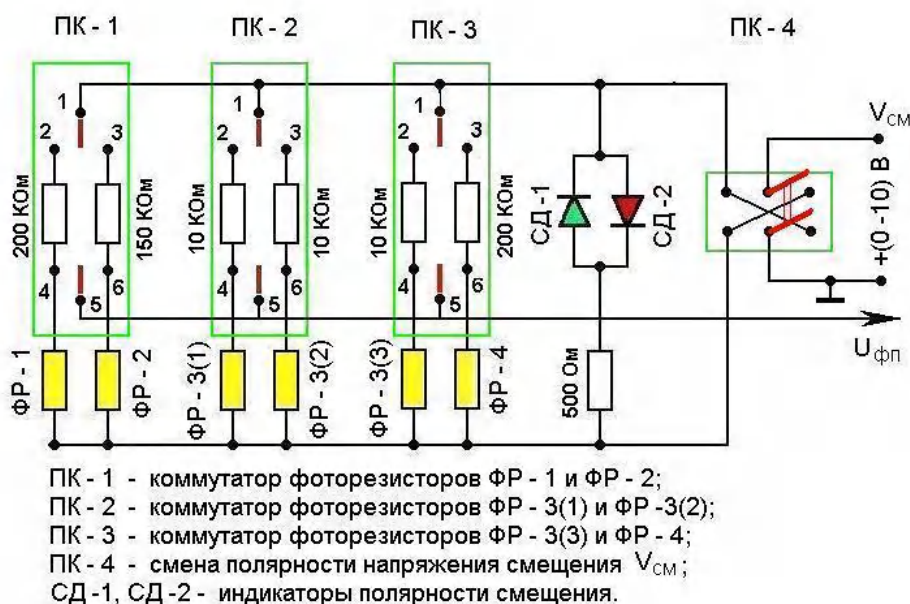 ПК - 1
ПК - 2
ПК - 3
ПК - 4
1
2
3
200 КОм
150 КОм
4
5
6
1
2
3
10 КОм
10 КОм
4
5
6
1
2
3
10 КОм
200 КОм
4
5
6
СД -1
СД -2
500 Ом
Vсм
+(0 -10) В
Uфп
ФР - 1
ФР - 2
ФР - 3(1)
ФР - 3(2)
ФР - 3(3)
ФР - 4
ПК - 1 - коммутатор фоторезисторов ФР - 1 и ФР - 2;
ПК - 2 - коммутатор фоторезисторов ФР - 3(1) и ФР -3(2);
ПК - 3 - коммутатор фоторезисторов ФР - 3(3) и ФР - 4;
ПК - 4 - смена полярности напряжения смещения Vсм;
СД -1, СД -2 - индикаторы полярности смещения.